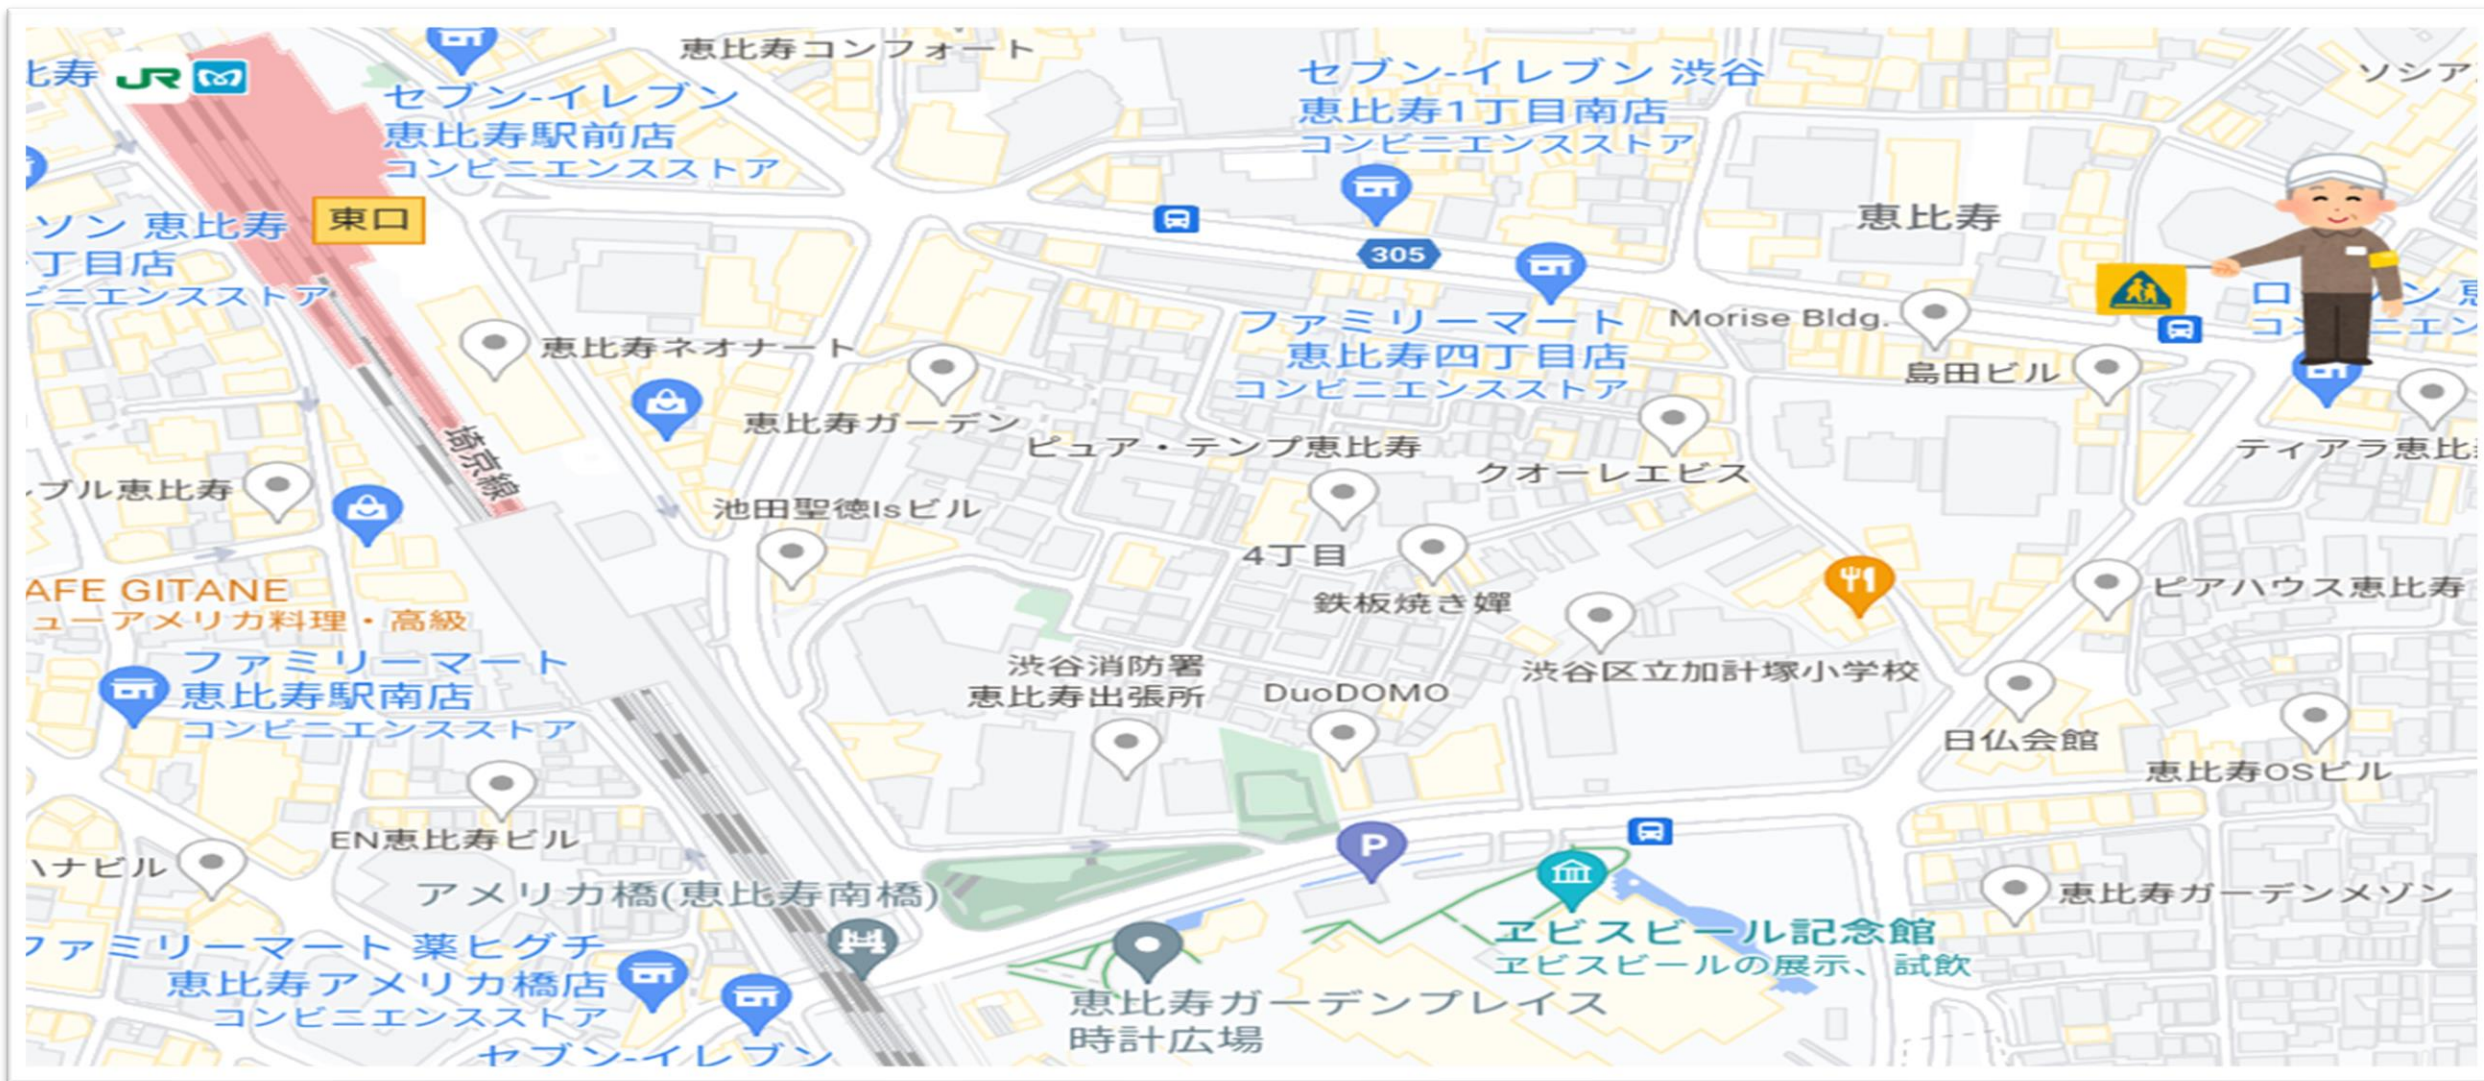 恵比寿コンフォート
比寿 JR
セブン-イレブン
恵比寿駅前店
コンビニエンスストア
セブン-イレブン 渋谷
恵比寿1丁目南店
コンビニエンスストア
ソシア
東口
ソン 恵比寿
丁目店
ビニエンスストア
305
恵比寿
ファミリーマート
恵比寿四丁目店
コンビニエンスストア
Morise Bldg.
島田ビル
恵比寿ネオナート
恵比寿ガーデン
ピュア・テンプ恵比寿
クオーレエビス
ティアラ恵比
埼京線
ブル恵比寿
池田聖徳Isビル
4丁目
鉄板焼き嬋
AFE GITANE
ューアメリカ料理・高級
ピアハウス恵比寿
ファミリーマート
恵比寿駅南店
コンビニエンスストア
渋谷消防署
恵比寿出張所
DuoDOMO
渋谷区立加計塚小学校
日仏会館
恵比寿OSビル
EN恵比寿ビル
ハナビル
アメリカ橋(恵比寿南橋)
P
恵比寿ガーデンメゾン
ヱビスビール記念館
ヱビスビールの展示、試飲
ファミリーマート 薬ヒグチ
恵比寿アメリカ橋店
コンビニエンスストア
恵比寿ガーデンプレイス
時計広場
セブン-イレブン